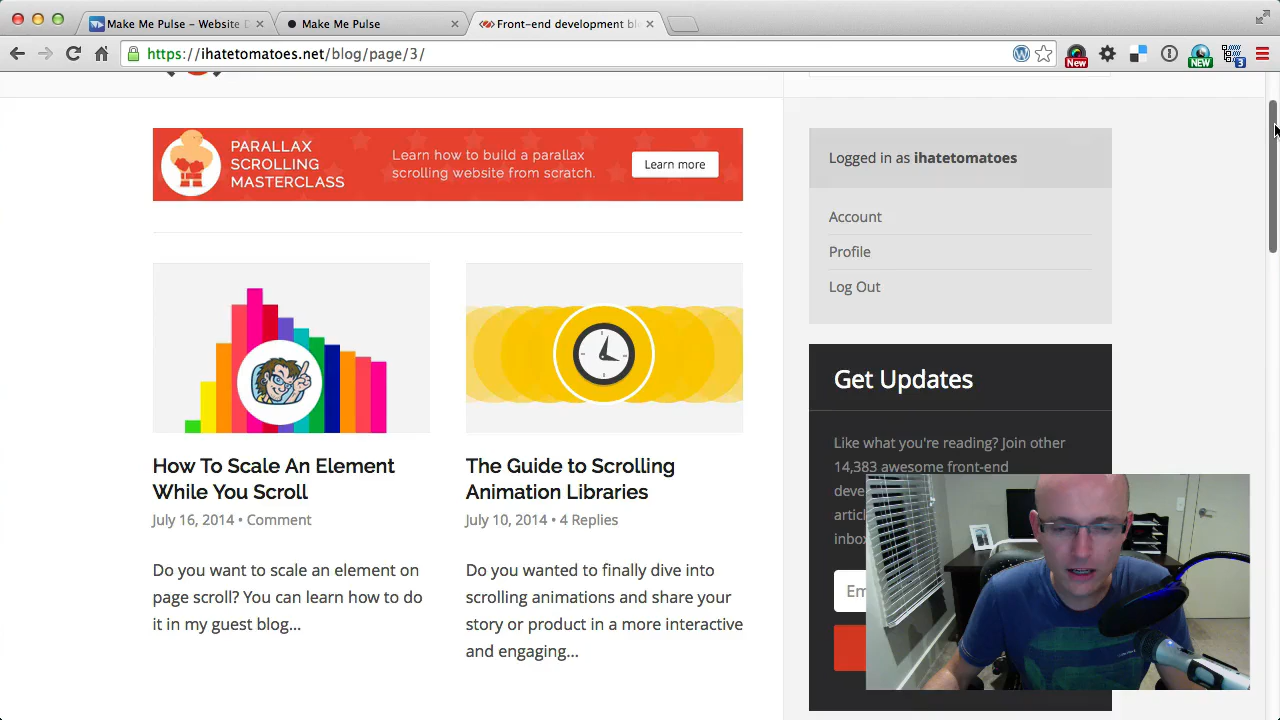 Make Me Pulse – Website D
Make Me Pulse
Front-end development blo
https://ihatetomatoes.net/blog/page/3/
New
NEW
3
PARALLAX
SCROLLING
MASTERCLASS
Learn how to build a parallax
scrolling website from scratch.
Learn more
Logged in as ihatetomatoes
Account
Profile
Log Out
How To Scale An Element
While You Scroll
July 16, 2014 • Comment
Do you want to scale an element on
page scroll? You can learn how to do
it in my guest blog...
The Guide to Scrolling
Animation Libraries
July 10, 2014 • 4 Replies
Do you wanted to finally dive into
scrolling animations and share your
story or product in a more interactive
and engaging...
Get Updates
Like what you're reading? Join other
14,383 awesome front-end
deve
artic
inbo
Em